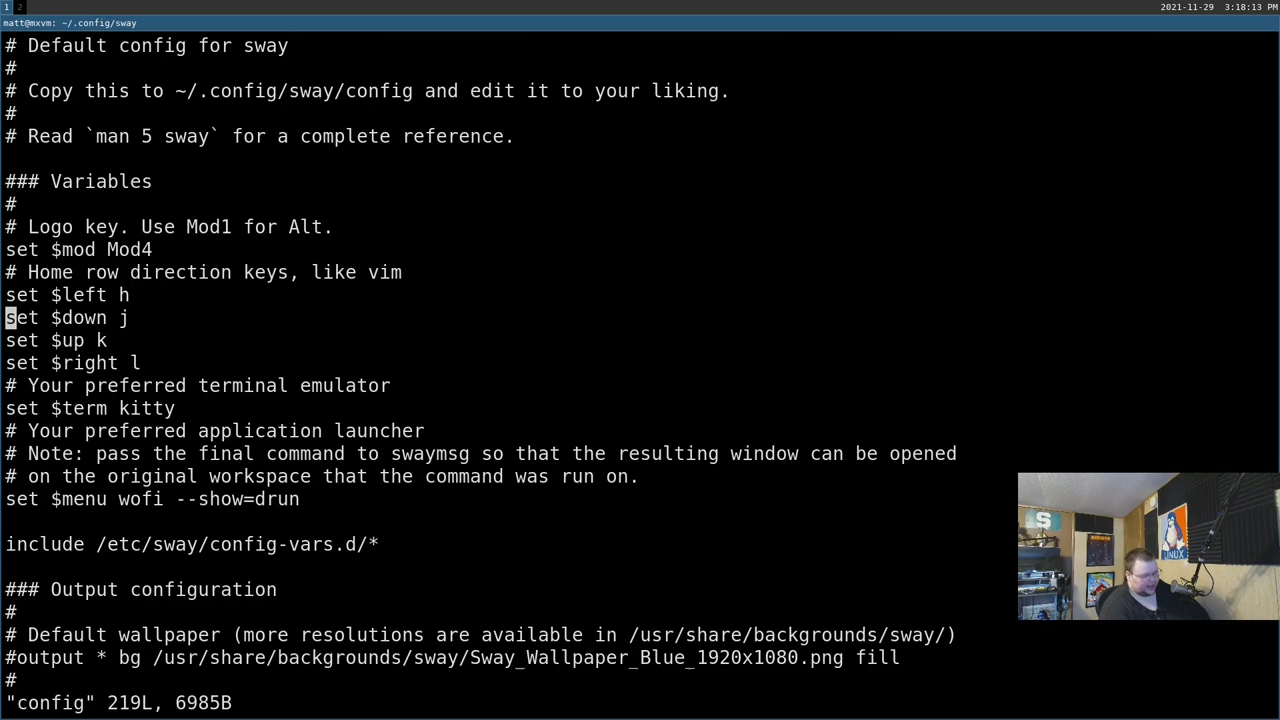 1 2
2021-11-29 3:18:13 PM
matt@mxvm: ~/.config/sway
# Default config for sway
#
# Copy this to ~/.config/sway/config and edit it to your liking.
#
# Read `man 5 sway` for a complete reference.
### Variables
#
# Logo key. Use Mod1 for Alt.
set $mod Mod4
# Home row direction keys, like vim
set $left h
set $down j
set $up k
set $right l
# Your preferred terminal emulator
set $term kitty
# Your preferred application launcher
# Note: pass the final command to swaymsg so that the resulting window can be opened
# on the original workspace that the command was run on.
set $menu wofi --show=drun
include /etc/sway/config-vars.d/*
### Output configuration
#
# Default wallpaper (more resolutions are available in /usr/share/backgrounds/sway/)
#output * bg /usr/share/backgrounds/sway/Sway_Wallpaper_Blue_1920x1080.png fill
#
"config" 219L, 6985B
S
LINUX